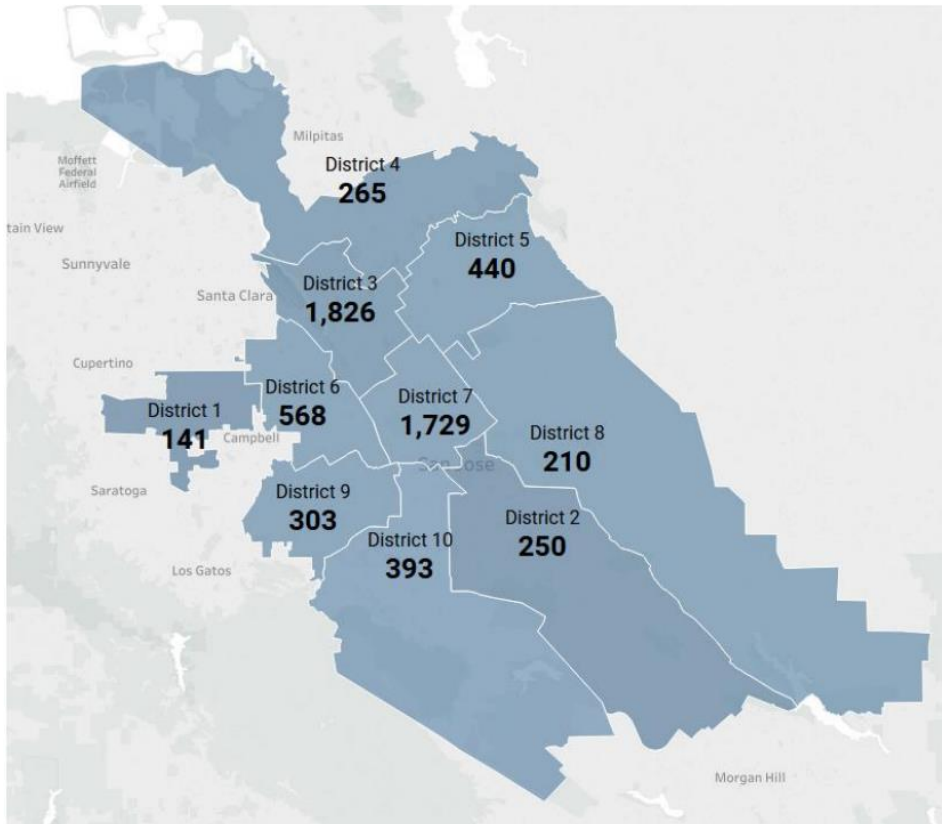 Milpitas
Moffett
Federal
Airfield
District 4
265
tain View
Sunnyvale
District 5
440
Santa Clara
District 3
1,826
Cupertino
District 1
141
District 6
568
Campbell
District 7
1,729
San Jose
District 8
210
Saratoga
District 9
303
District 2
250
District 10
393
Los Gatos
Morgan Hill